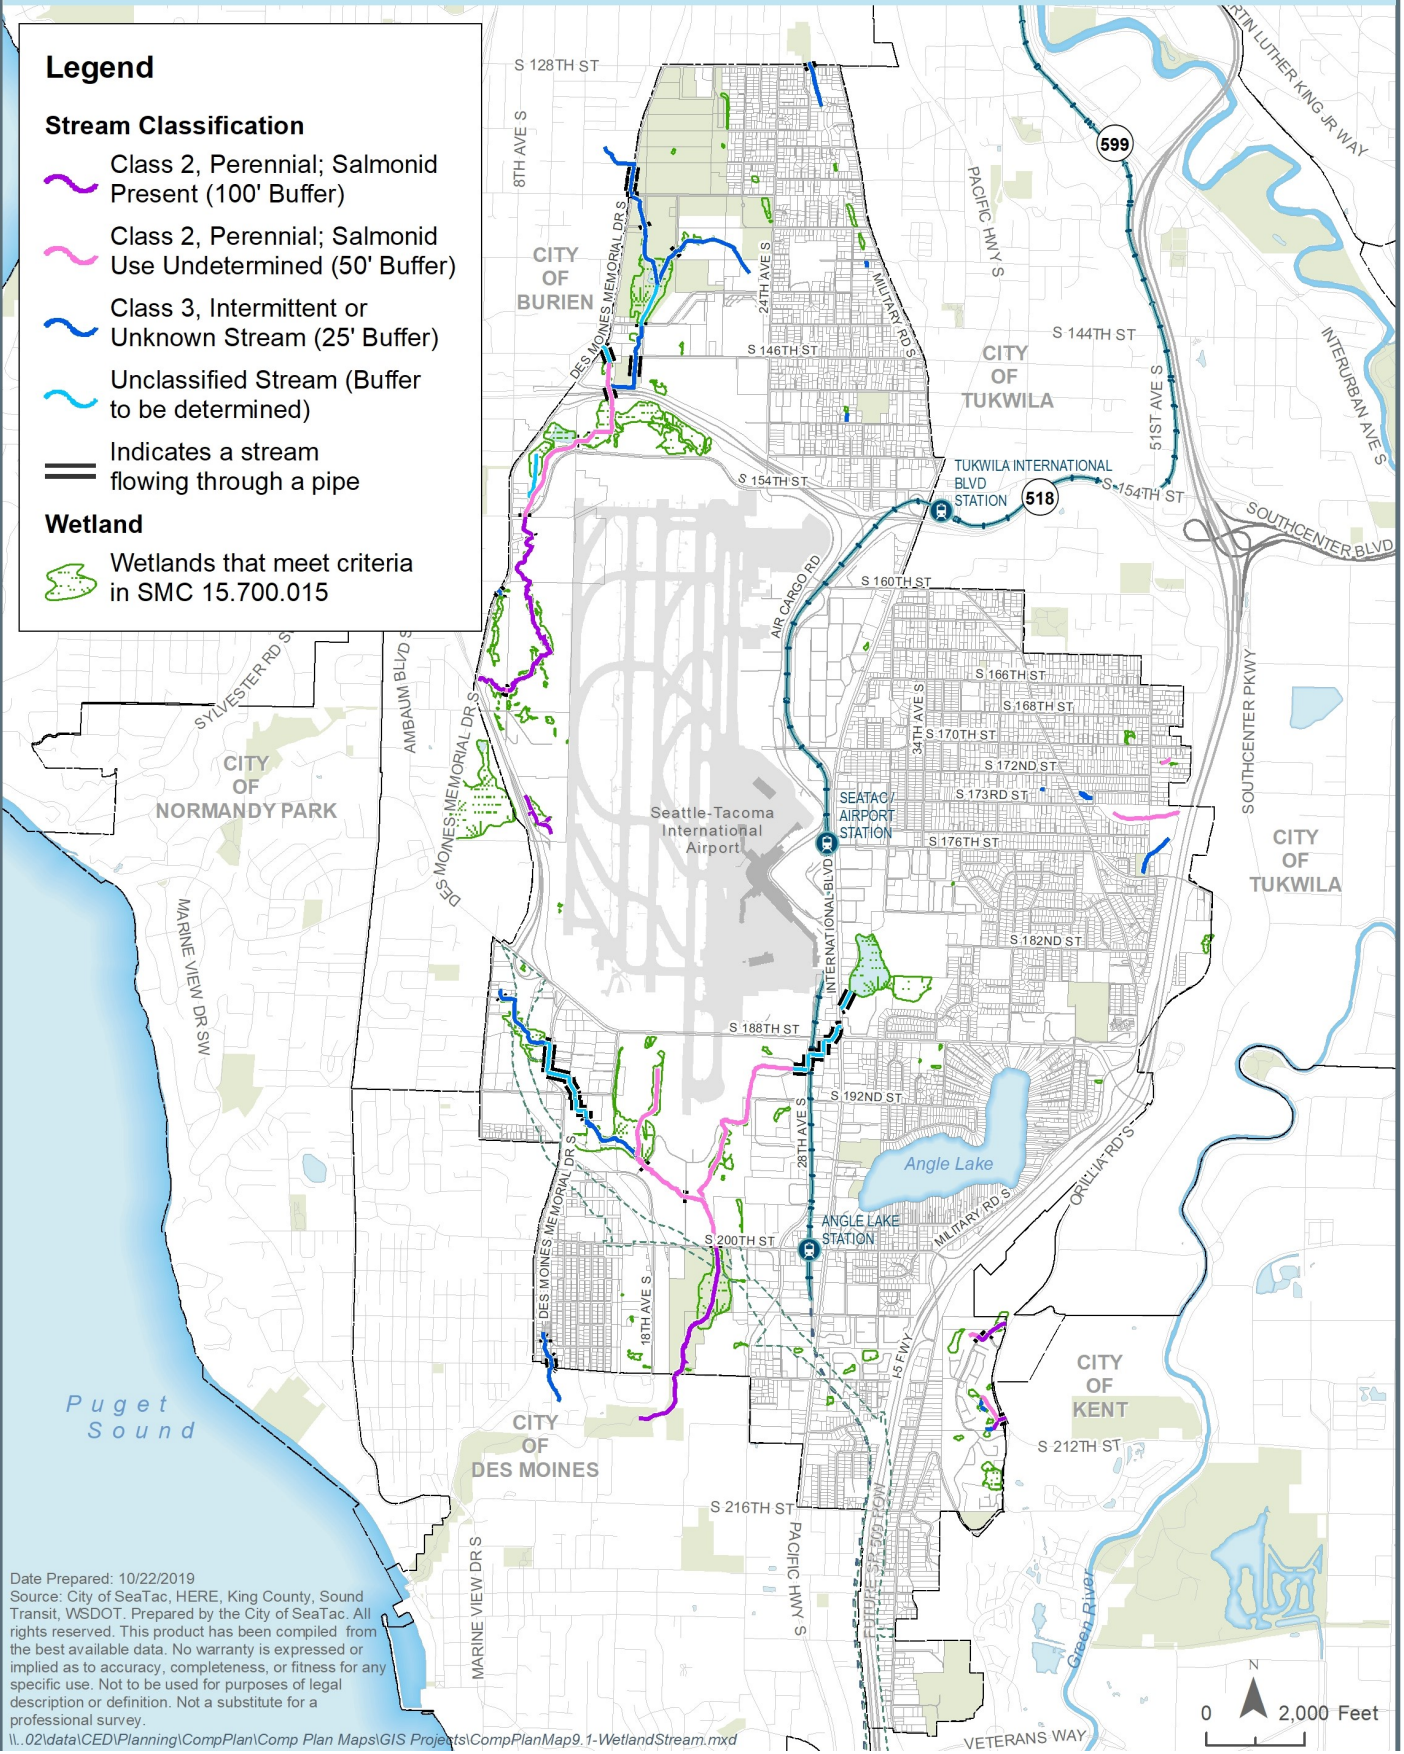 Legend
Stream Classification
Class 2, Perennial; Salmonid
Present (100' Buffer)
Class 2, Perennial; Salmonid
Use Undetermined (50' Buffer)
Class 3, Intermittent or
Unknown Stream (25' Buffer)
Unclassified Stream (Buffer
to be determined)
Indicates a stream
flowing through a pipe
Wetland
Wetlands that meet criteria
in SMC 15.700.015
S 128TH ST
8TH AVE S
DES MOINES MEMORIAL DR S
CITY
OF
BURIEN
24TH AVE S
MILITARY RD S
PACIFIC HWY S
599
RTIN LUTHER KING JR WAY
S 144TH ST
S 146TH ST
CITY
OF
TUKWILA
51ST AVE S
INTERURBAN AVE S
TUKWILA INTERNATIONAL
BLVD
STATION
518
S 154TH ST
S 154TH ST
SOUTHCENTER BLVD
AIR CARGO RD
S 160TH ST
SYLVESTER RD S
AMBAUM BLVD S
DES MOINES MEMORIAL DR S
S 166TH ST
34TH AVE S
S 168TH ST
S 170TH ST
S 172ND ST
S 173RD ST
SOUTHCENTER PKWY
CITY
OF
NORMANDY PARK
Seattle-Tacoma
International
Airport
SEATAC /
AIRPORT
STATION
S 176TH ST
CITY
OF
TUKWILA
MARINE VIEW DR SW
INTERNATIONAL BLVD
S 182ND ST
S 188TH ST
S 192ND ST
28TH AVE S
Angle Lake
ORILLIA RD S
MILITARY RD S
DES MOINES MEMORIAL DR S
S 200TH ST
ANGLE LAKE
STATION
18TH AVE S
I-5 FWY
CITY
OF
KENT
S 212TH ST
Puget
Sound
CITY
OF
DES MOINES
S 216TH ST
PACIFIC HWY S
FUTURE SR 509 ROW
MARINE VIEW DR S
Green River
VETERANS WAY
N
0 2,000 Feet
Date Prepared: 10/22/2019
Source: City of SeaTac, HERE, King County, Sound
Transit, WSDOT. Prepared by the City of SeaTac. All
rights reserved. This product has been compiled from
the best available data. No warranty is expressed or
implied as to accuracy, completeness, or fitness for any
specific use. Not to be used for purposes of legal
description or definition. Not a substitute for a
professional survey.
\\..02\data\CED\Planning\CompPlan\Comp Plan Maps\GIS Projects\CompPlanMap9.1-WetlandStream.mxd